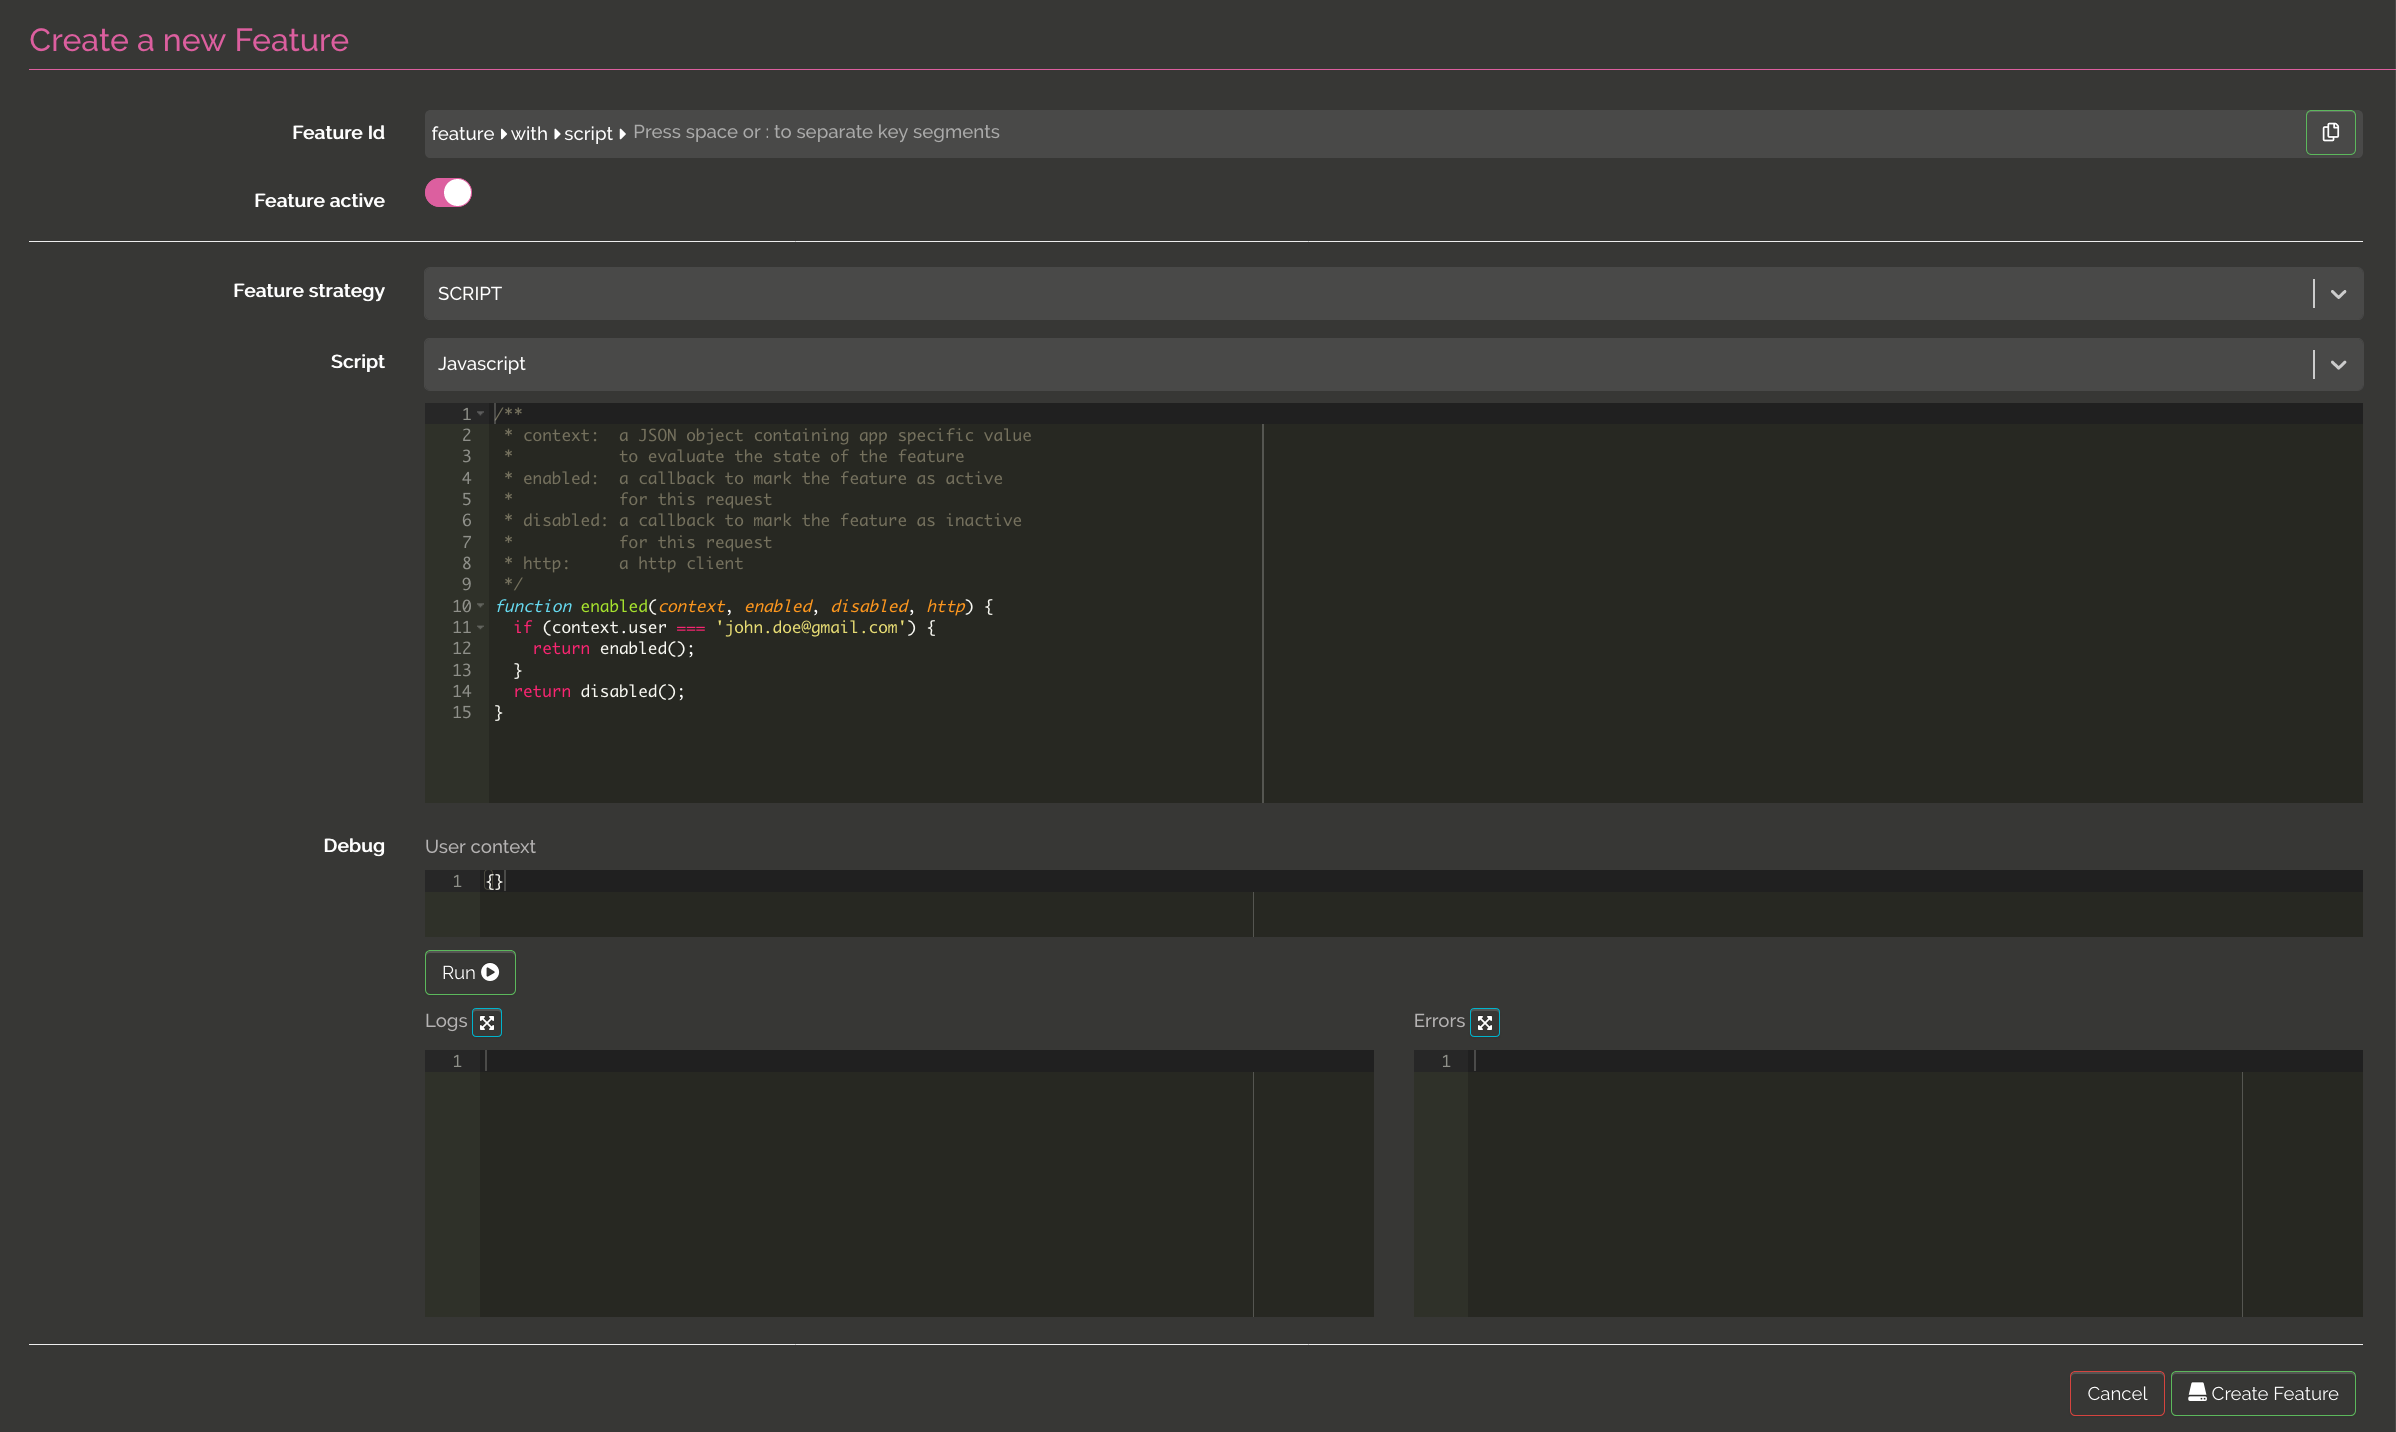 Create a new Feature
Feature Id
feature with script Press space or : to separate key segments
Feature active
Feature strategy
SCRIPT
Script
Javascript
1 /**
2  * context:  a JSON object containing app specific value
3  *           to evaluate the state of the feature
4  * enabled:  a callback to mark the feature as active
5  *           for this request
6  * disabled: a callback to mark the feature as inactive
7  *           for this request
8  * http:     a http client
9  */
10 function enabled(context, enabled, disabled, http) {
11   if (context.user === 'john.doe@gmail.com') {
12     return enabled();
13   }
14   return disabled();
15 }
Debug
User context
1 {}
Run
Logs
1
Errors
1
Cancel
Create Feature